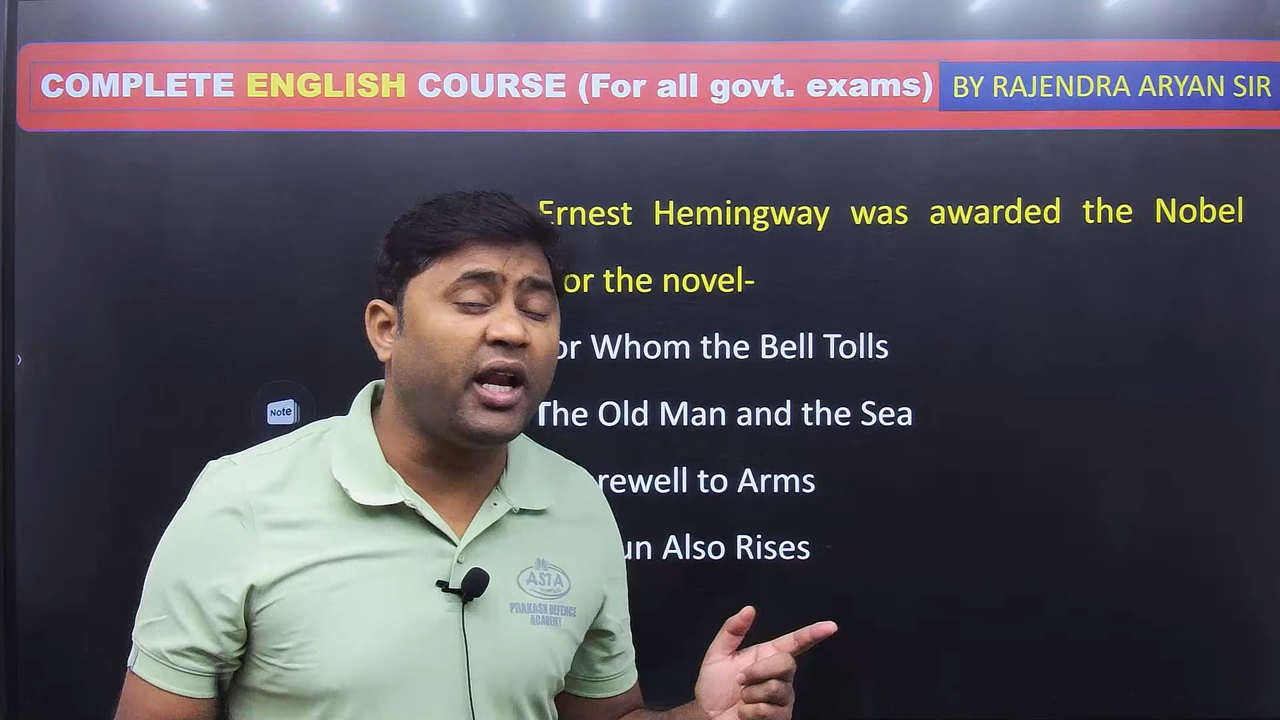 COMPLETE ENGLISH COURSE (For all govt. exams) BY RAJENDRA ARYAN SIR
Ernest Hemingway was awarded the Nobel
or the novel-
or Whom the Bell Tolls
The Old Man and the Sea
rewell to Arms
un Also Rises
Note
PRAKASH DEFENCE
ACADEMY